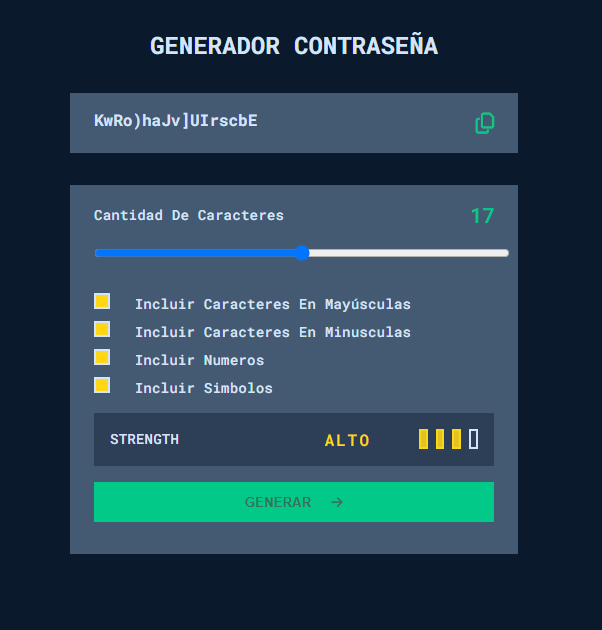 GENERADOR CONTRASEÑA
KwRo)haJv]UIrscbE
Cantidad De Caracteres 17
Incluir Caracteres En Mayúsculas
Incluir Caracteres En Minusculas
Incluir Numeros
Incluir Simbolos
STRENGTH ALTO
GENERAR →